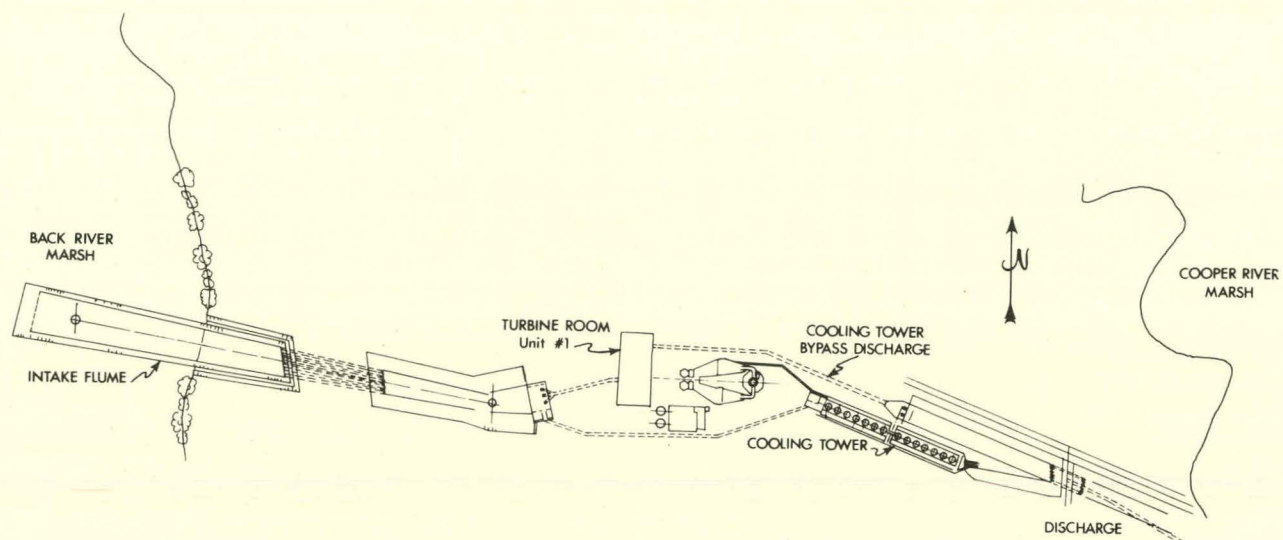 BACK RIVER
MARSH
INTAKE FLUME
TURBINE ROOM
Unit #1
COOLING TOWER
BYPASS DISCHARGE
COOLING TOWER
N
COOPER RIVER
MARSH
DISCHARGE